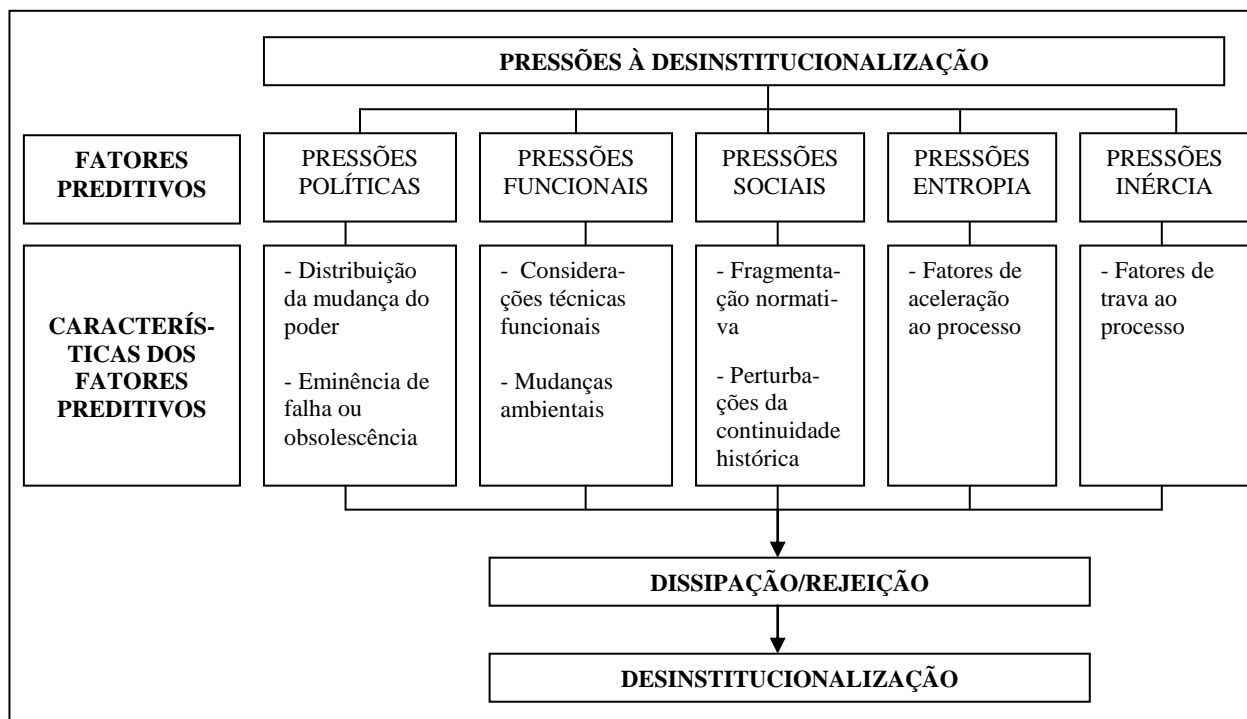 PRESSÕES À DESINSTITUCIONALIZAÇÃO
FATORES
PREDITIVOS
PRESSÕES
POLÍTICAS
PRESSÕES
FUNCIONAIS
PRESSÕES
SOCIAIS
PRESSÕES
ENTROPIA
PRESSÕES
INÉRCIA
CARACTERÍS-
TICAS DOS
FATORES
PREDITIVOS
- Distribuição
da mudança do
poder
- Eminência de
falha ou
obsolescência
- Considera-
ções técnicas
funcionais
- Mudanças
ambientais
- Fragmenta-
ção normati-
va
- Perturba-
ções da
continuidade
histórica
- Fatores de
aceleração
ao processo
- Fatores de
trava ao
processo
DISSIPAÇÃO/REJEIÇÃO
DESINSTITUCIONALIZAÇÃO